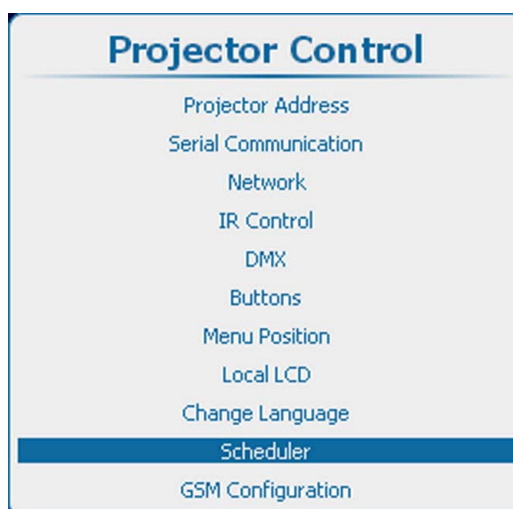 Projector Control
Projector Address
Serial Communication
Network
IR Control
DMX
Buttons
Menu Position
Local LCD
Change Language
Scheduler
GSM Configuration